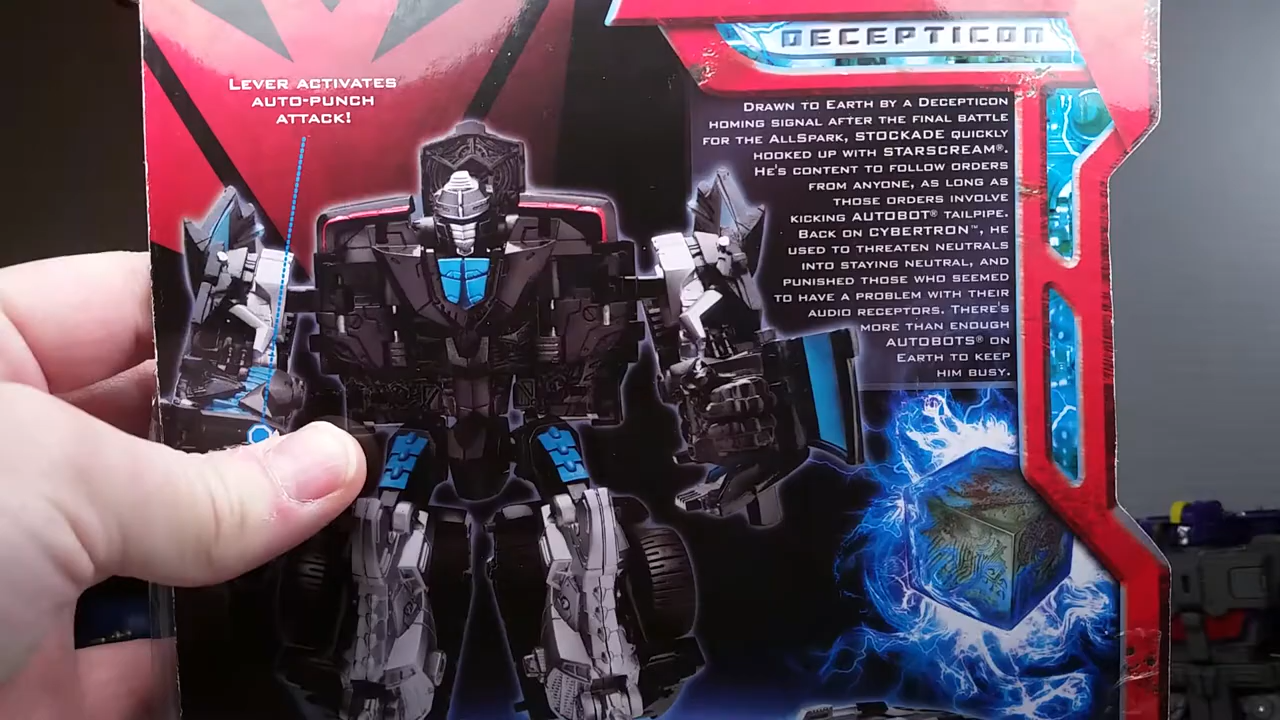 LEVER ACTIVATES
AUTO-PUNCH
ATTACK!
DECEPTICON
DRAWN TO EARTH BY A DECEPTICON
HOMING SIGNAL AFTER THE FINAL BATTLE
FOR THE ALLSPARK, STOCKADE QUICKLY
HOOKED UP WITH STARSCREAM®.
HE'S CONTENT TO FOLLOW ORDERS
FROM ANYONE, AS LONG AS
THOSE ORDERS INVOLVE
KICKING AUTOBOT® TAILPIPE.
BACK ON CYBERTRON™, HE
USED TO THREATEN NEUTRALS
INTO STAYING NEUTRAL, AND
PUNISHED THOSE WHO SEEMED
TO HAVE A PROBLEM WITH THEIR
AUDIO RECEPTORS. THERE'S
MORE THAN ENOUGH
AUTOBOTS® ON
EARTH TO KEEP
HIM BUSY.